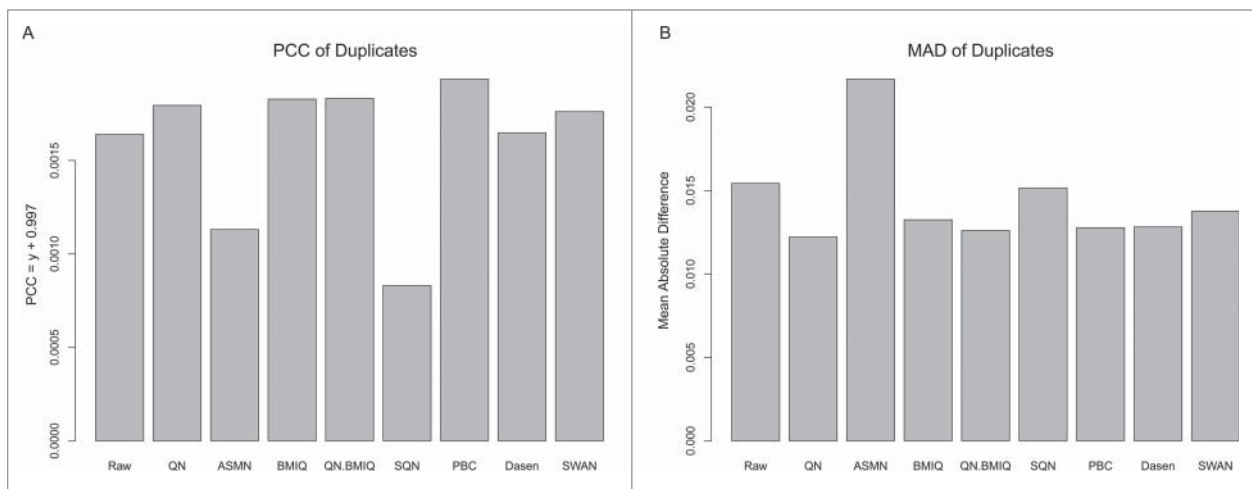 A
PCC of Duplicates
PCC = y + 0.997
0.0015
0.0010
0.0005
0.0000
Raw QN ASMN BMIQ QN.BMIQ SQN PBC Dasen SWAN
B
MAD of Duplicates
Mean Absolute Difference
0.020
0.015
0.010
0.005
0.000
Raw QN ASMN BMIQ QN.BMIQ SQN PBC Dasen SWAN